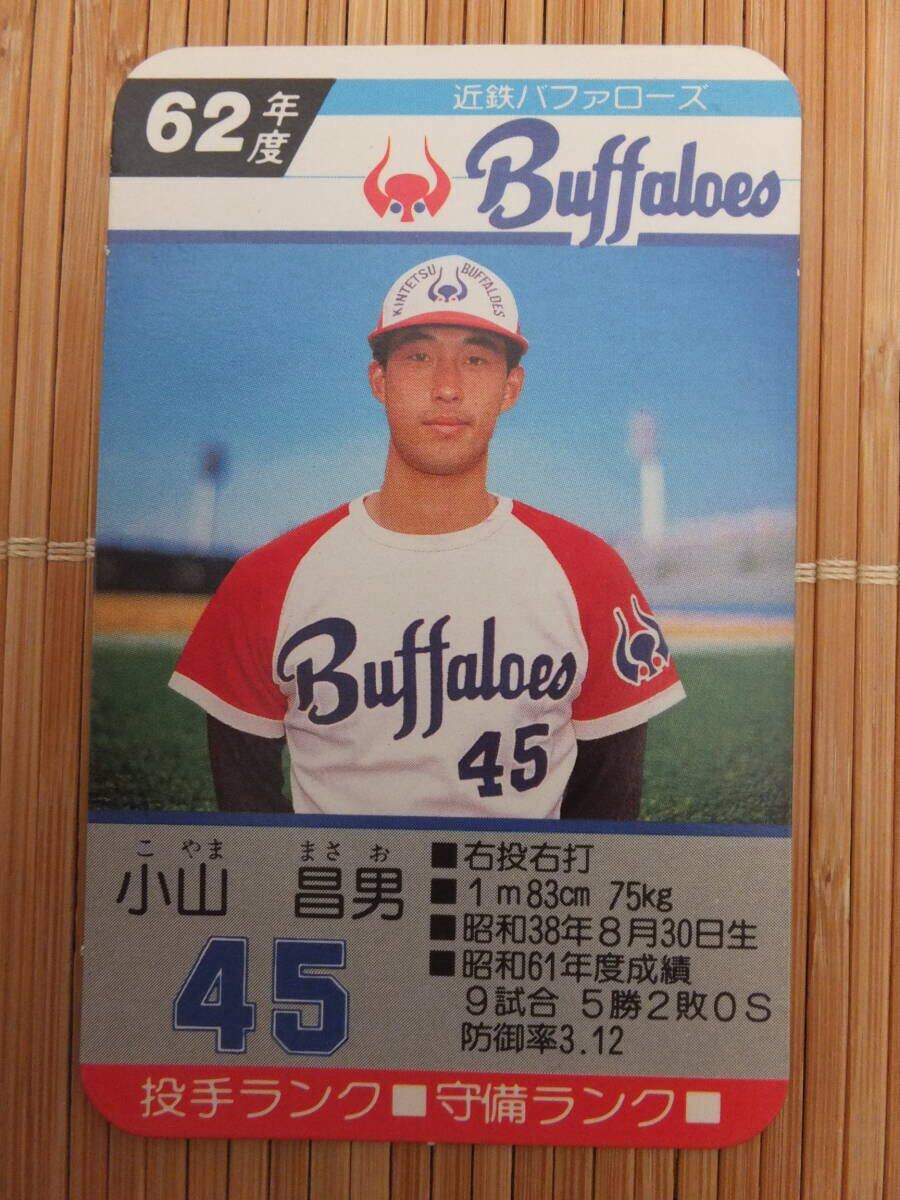 62年度
近鉄バファローズ
Buffaloes
KINTETSU BUFFALOES
Buffaloes
45
こ やま まさ お
小山 昌男
45
■右投右打
■1m83cm 75kg
■昭和38年8月30日生
■昭和61年度成績
9試合 5勝2敗0S
防御率3.12
投手ランク■守備ランク■